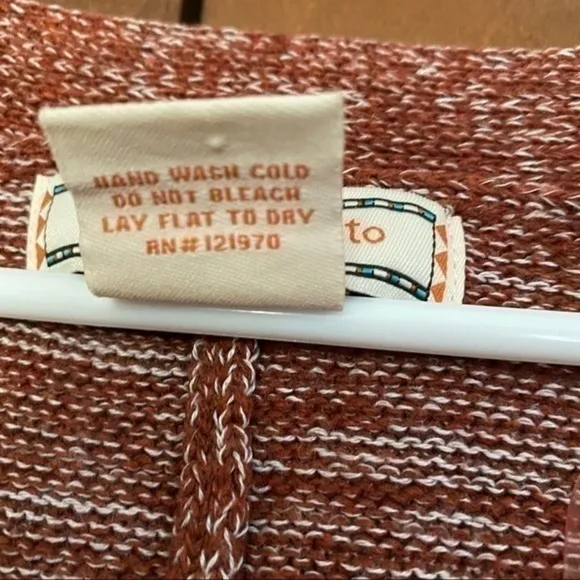 HAND WASH COLD
DO NOT BLEACH
LAY FLAT TO DRY
RN# 121970
to